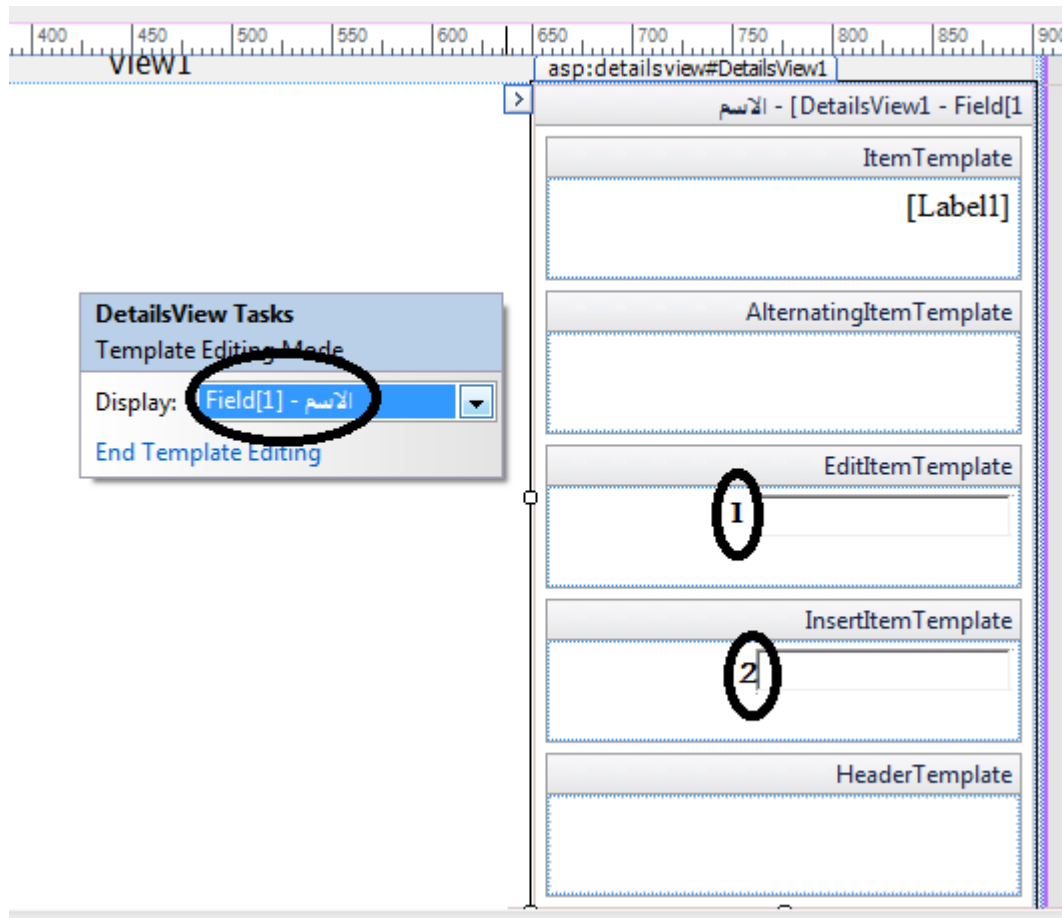 400 450 500 550 600 650 700 750 800 850 900
View1
asp:detailsview#DetailsView1
DetailsView1 - Field[1] - الاسم
ItemTemplate
[Label1]
AlternatingItemTemplate
DetailsView Tasks
Template Editing Mode
Display: Field[1] - الاسم
End Template Editing
EditItemTemplate
1
InsertItemTemplate
2
HeaderTemplate